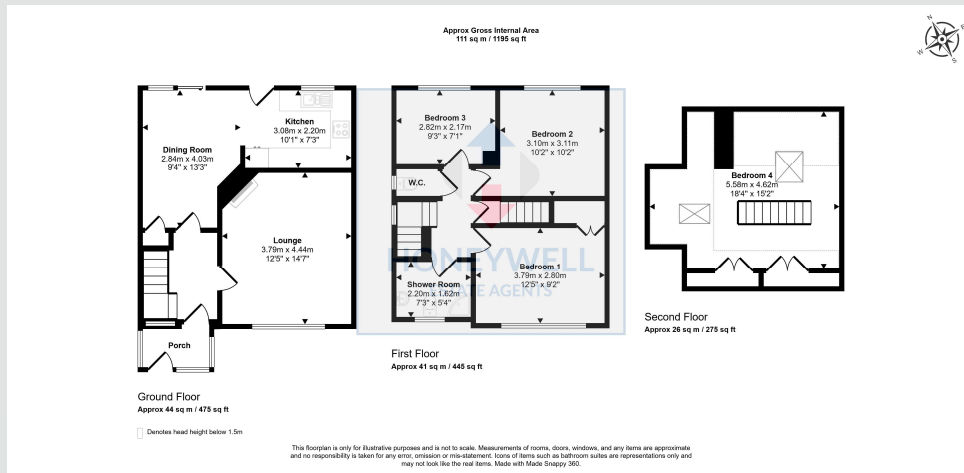 Approx Gross Internal Area
111 sq m / 1195 sq ft
N
E
S
W
Dining Room
2.84m x 4.03m
9'4" x 13'3"
Kitchen
3.08m x 2.20m
10'1" x 7'3"
Lounge
3.79m x 4.44m
12'5" x 14'7"
Porch
Ground Floor
Approx 44 sq m / 475 sq ft
Denotes head height below 1.5m
Bedroom 3
2.82m x 2.17m
9'3" x 7'1"
Bedroom 2
3.10m x 3.11m
10'2" x 10'2"
W.C.
HONEYWELL
ESTATE AGENTS
Bedroom 1
3.79m x 2.80m
12'5" x 9'2"
Shower Room
2.20m x 1.62m
7'3" x 5'4"
First Floor
Approx 41 sq m / 445 sq ft
Bedroom 4
5.58m x 4.62m
18'4" x 15'2"
Second Floor
Approx 26 sq m / 275 sq ft
This floorplan is only for illustrative purposes and is not to scale. Measurements of rooms, doors, windows, and any items are approximate
and no responsibility is taken for any error, omission or mis-statement. Icons of items such as bathroom suites are representations only and
may not look like the real items. Made with Made Snappy 360.